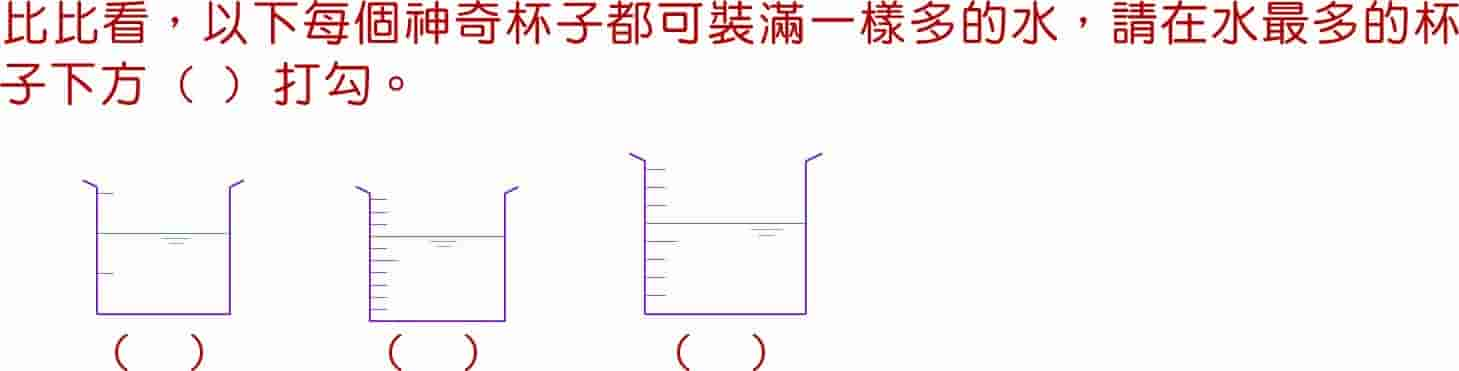 比比看，以下每個神奇杯子都可裝滿一樣多的水，請在水最多的杯
子下方（ ）打勾。
（ ） （ ） （ ）